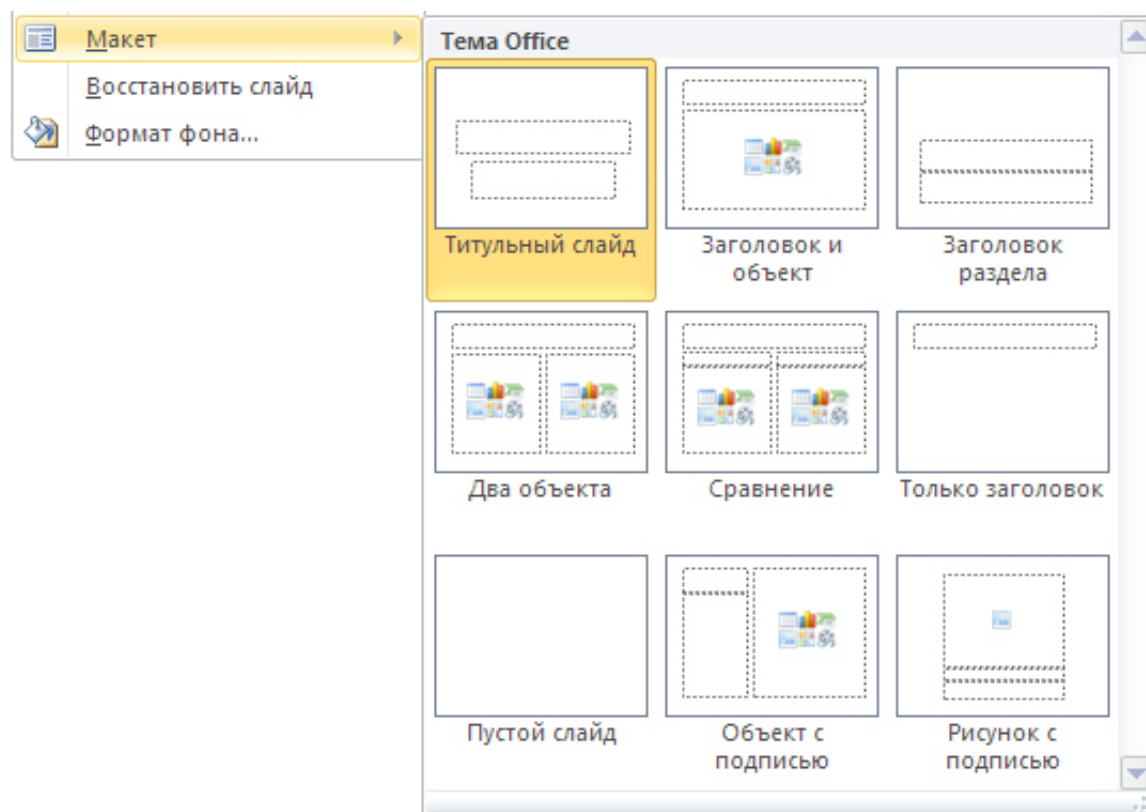 Макет
Восстановить слайд
Формат фона...
Тема Office
Титульный слайд
Заголовок и
объект
Заголовок
раздела
Два объекта
Сравнение
Только заголовок
Пустой слайд
Объект с
подписью
Рисунок с
подписью